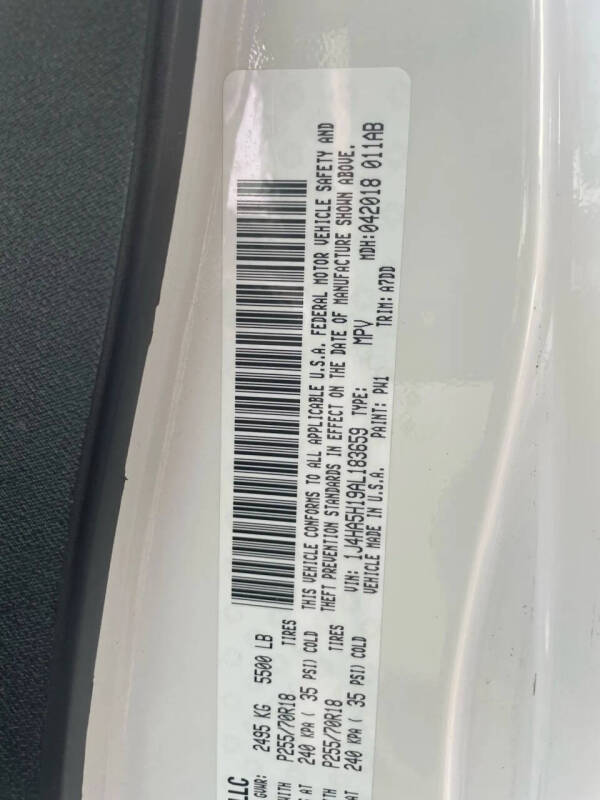 LLC
GVWR: 2495 KG 5500 LB
WITH P255/70R18 TIRES
AT 240 KPA ( 35 PSI) COLD
WITH P255/70R18 TIRES
AT 240 KPA ( 35 PSI) COLD
THIS VEHICLE CONFORMS TO ALL APPLICABLE U.S.A. FEDERAL MOTOR VEHICLE SAFETY AND
THEFT PREVENTION STANDARDS IN EFFECT ON THE DATE OF MANUFACTURE SHOWN ABOVE.
VIN: 1J4HA5H19AL183659 TYPE: MPV MDH:042018 011AB
VEHICLE MADE IN U.S.A. PAINT: PW1 TRIM: A7DD